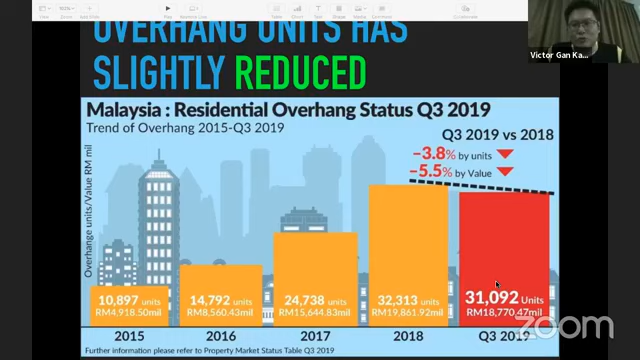 OVERHANG UNITS HAS
SLIGHTLY REDUCED
Victor Gan Ka...
Malaysia : Residential Overhang Status Q3 2019
Trend of Overhang 2015-Q3 2019
Q3 2019 vs 2018
–3.8% by units
–5.5% by Value
Overhange units/Value RM mil
10,897 units
RM4,918.50mil
14,792 units
RM8,560.43mil
24,738 units
RM15,644.83mil
32,313 units
RM19,861.92mil
31,092 Units
RM18,770.47mil
2015
2016
2017
2018
Q3 2019
Further information please refer to Property Market Status Table Q3 2019
zoom